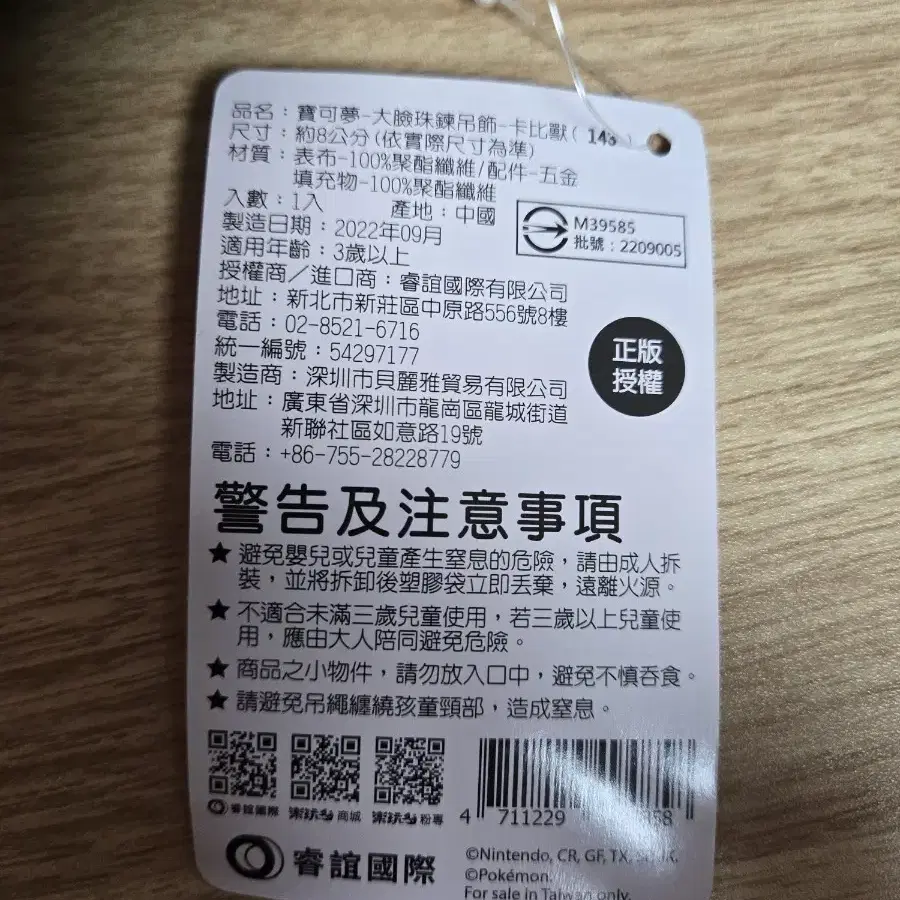 品名：寶可夢-大臉珠鍊吊飾-卡比獸( 143 )
尺寸：約8公分(依實際尺寸為準)
材質：表布-100%聚酯纖維/配件-五金
填充物-100%聚酯纖維
入數：1入 產地：中國
製造日期：2022年09月
適用年齡：3歲以上
M39585
批號：2209005
授權商／進口商：睿誼國際有限公司
地址：新北市新莊區中原路556號8樓
電話：02-8521-6716
統一編號：54297177
製造商：深圳市貝麗雅貿易有限公司
地址：廣東省深圳市龍崗區龍城街道
新聯社區如意路19號
電話：+86-755-28228779
正版
授權
警告及注意事項
★ 避免嬰兒或兒童產生窒息的危險，請由成人拆
裝，並將拆卸後塑膠袋立即丟棄，遠離火源。
★ 不適合未滿三歲兒童使用，若三歲以上兒童使
用，應由大人陪同避免危險。
★ 商品之小物件，請勿放入口中，避免不慎吞食。
★ 請避免吊繩纏繞孩童頸部，造成窒息。
睿誼國際 商城 粉專
4 711229 58
睿誼國際
©Nintendo, CR, GF, TX,
©Pokémon.
For sale in Taiwan only.